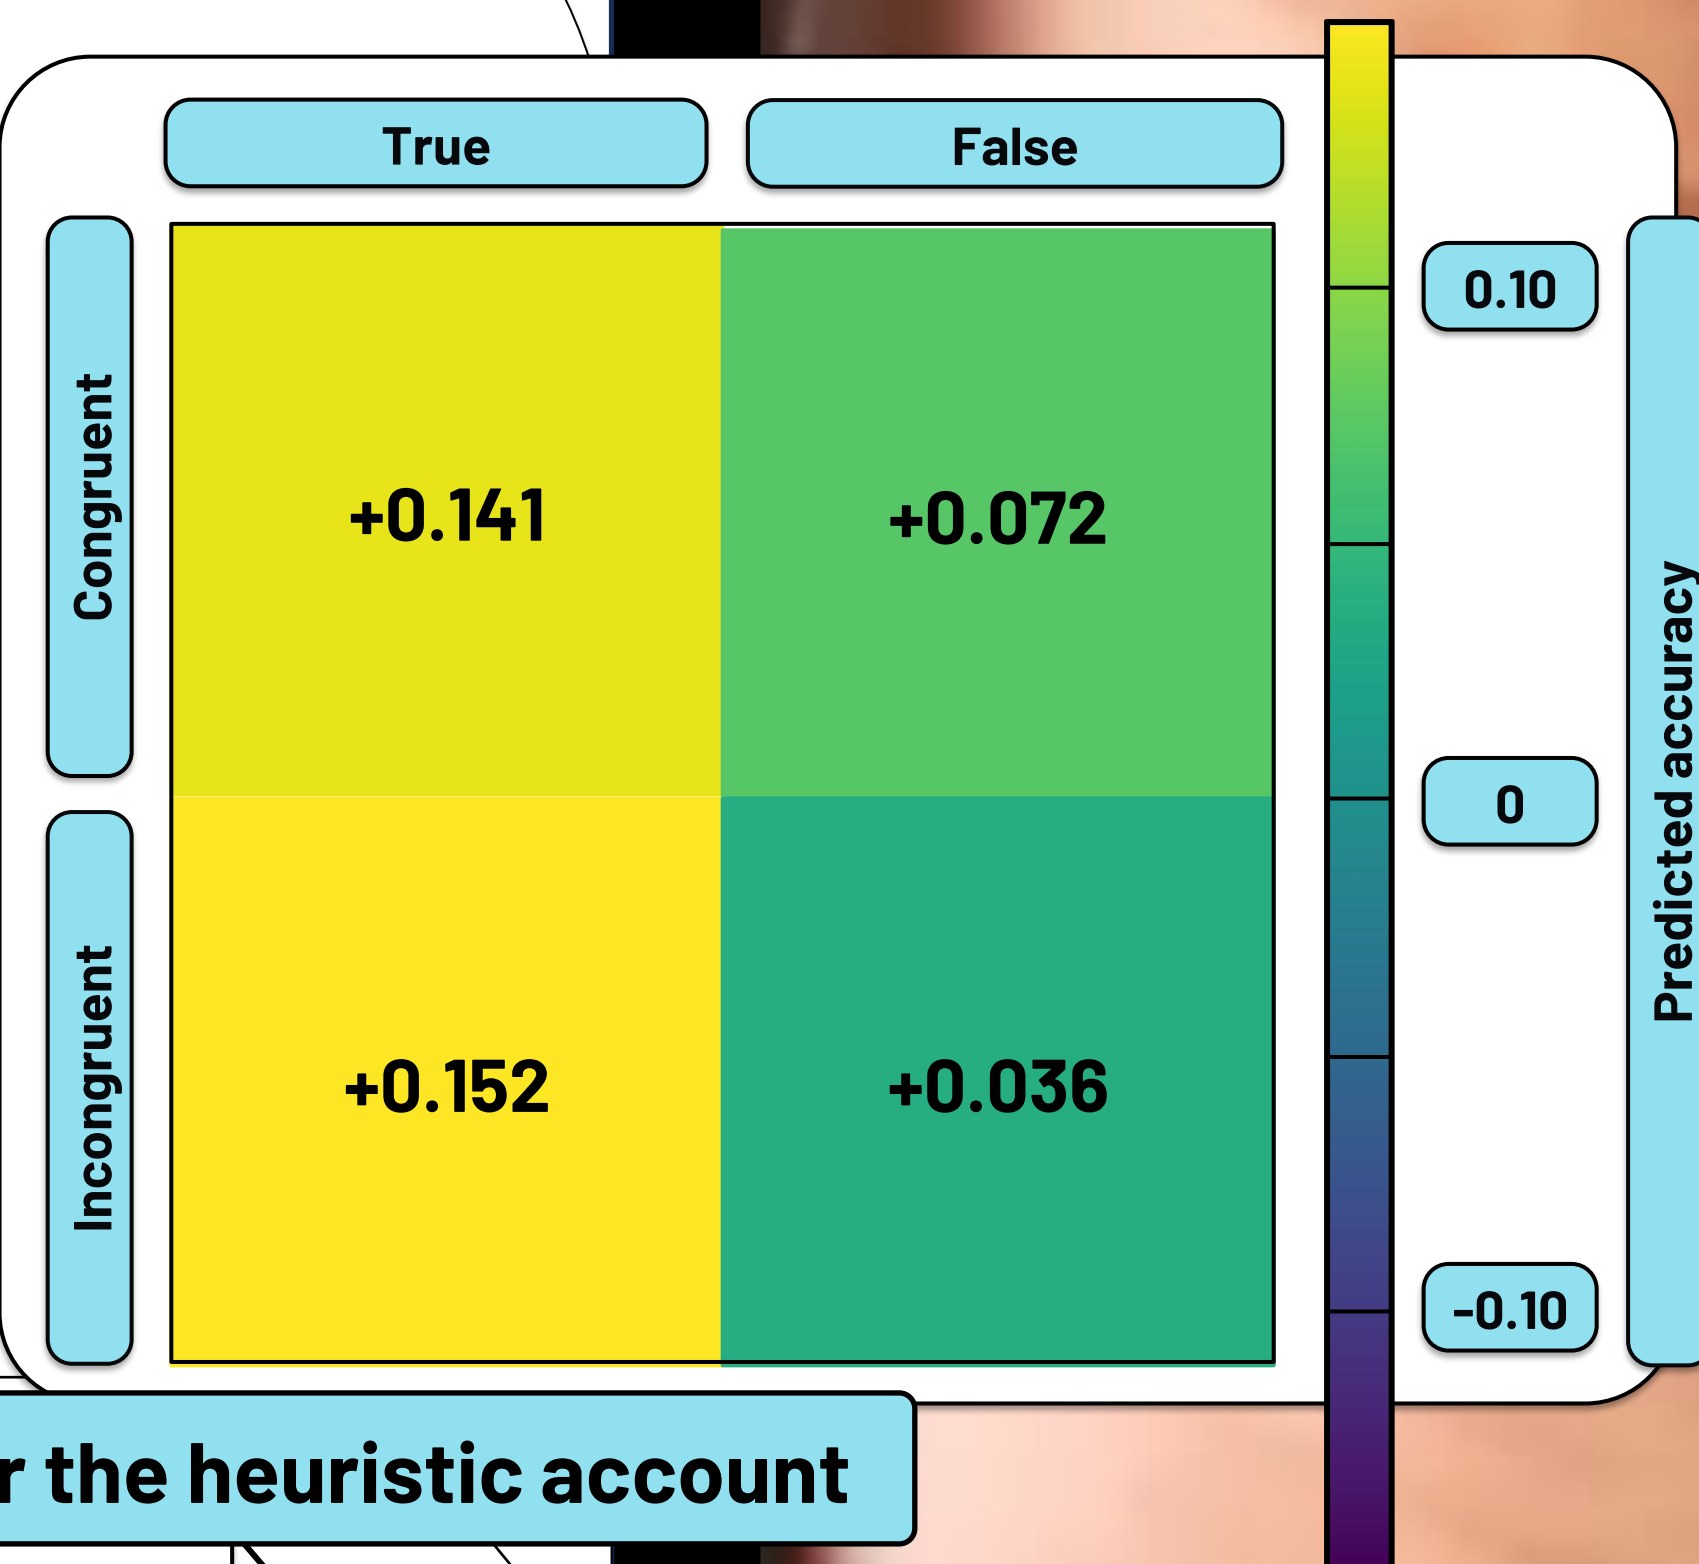 True
False
Congruent
+0.141
+0.072
Incongruent
+0.152
+0.036
0.10
0
-0.10
Predicted accuracy
the heuristic account